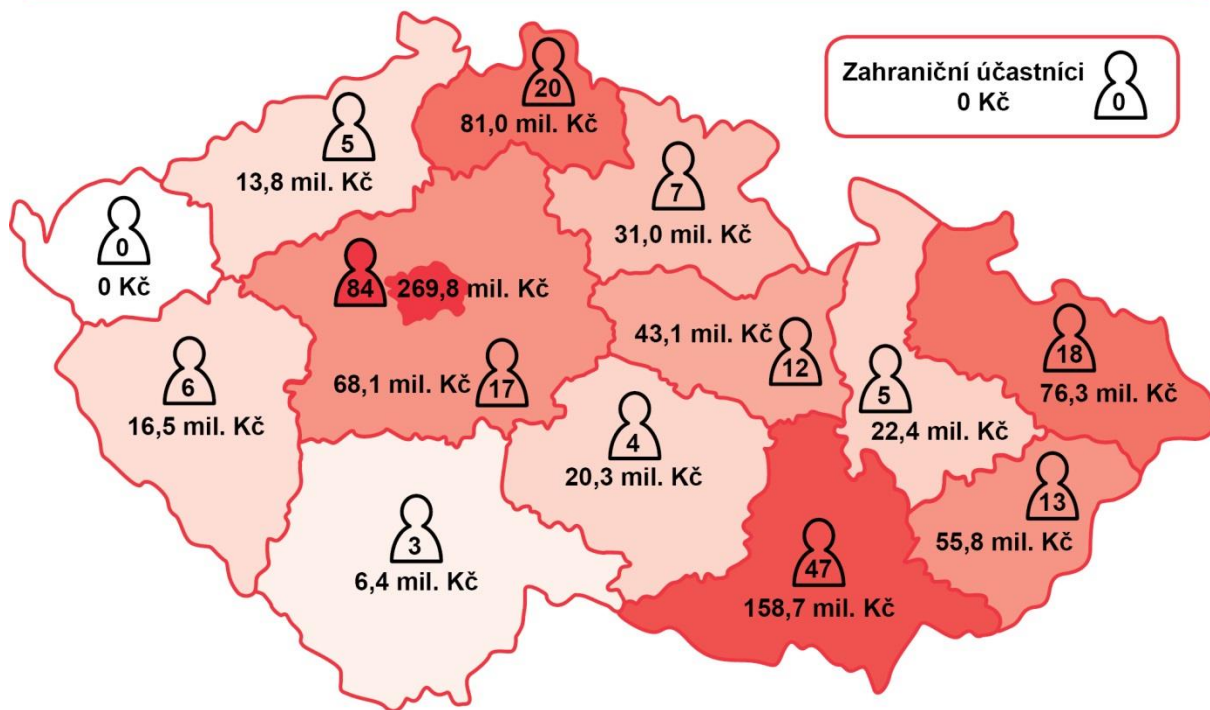 Zahraniční účastníci
0 Kč
0
20
81,0 mil. Kč
5
13,8 mil. Kč
7
31,0 mil. Kč
0
0 Kč
84
269,8 mil. Kč
43,1 mil. Kč
12
18
76,3 mil. Kč
6
16,5 mil. Kč
68,1 mil. Kč
17
5
22,4 mil. Kč
4
20,3 mil. Kč
13
55,8 mil. Kč
3
6,4 mil. Kč
47
158,7 mil. Kč